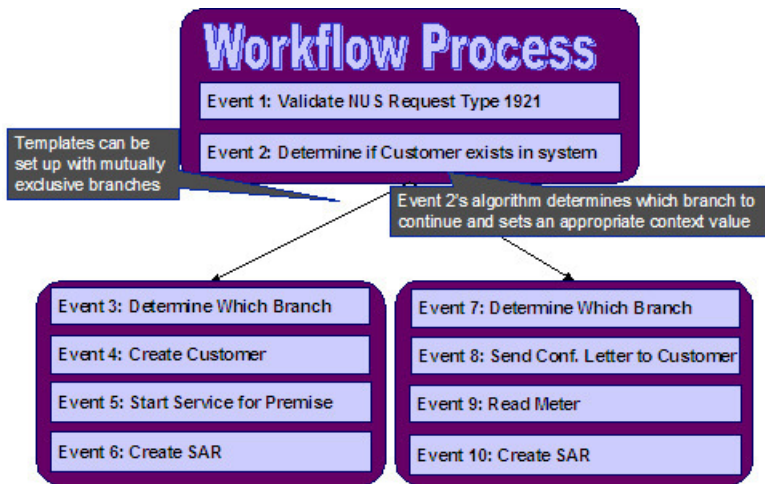 Workflow Process
Event 1: Validate NUS Request Type 1921
Event 2: Determine if Customer exists in system
Templates can be
set up with mutually
exclusive branches
Event 2's algorithm determines which branch to
continue and sets an appropriate context value
Event 3: Determine Which Branch
Event 4: Create Customer
Event 5: Start Service for Premise
Event 6: Create SAR
Event 7: Determine Which Branch
Event 8: Send Conf. Letter to Customer
Event 9: Read Meter
Event 10: Create SAR